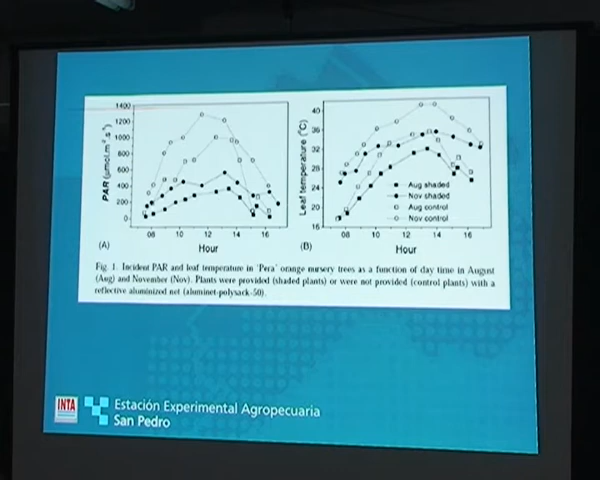 1400
1200
1000
800
600
400
200
0
PAR (µmol.m⁻².s⁻¹)
08 10 12 14 16
(A)
Hour
40
36
32
28
24
20
16
Leaf temperature (°C)
Aug shaded
Nov shaded
Aug control
Nov control
08 10 12 14 16
(B)
Hour
Fig. 1. Incident PAR and leaf temperature in 'Pera' orange nursery trees as a function of day time in August
(Aug) and November (Nov). Plants were provided (shaded plants) or were not provided (control plants) with a
reflective aluminized net (aluminet-polysack-50).
INTA
Estación Experimental Agropecuaria
San Pedro